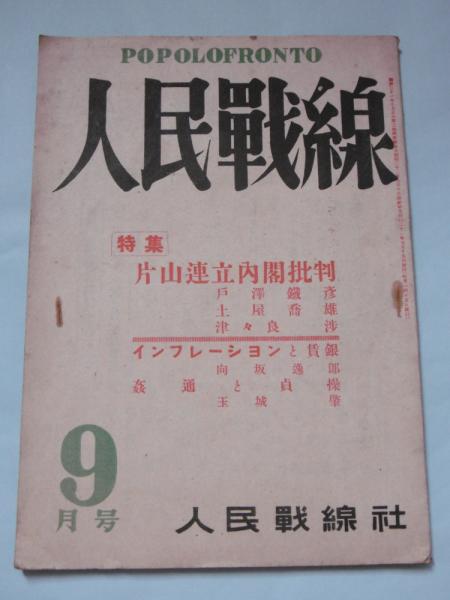 POPOLOFRONTO
人民戰線
特集
片山連立內閣批判
戶澤鐵彥
土屋喬雄
津々良渉
インフレーションと賃銀
向坂逸郎
姦通と貞操
玉城肇
9
月号
人民戰線社